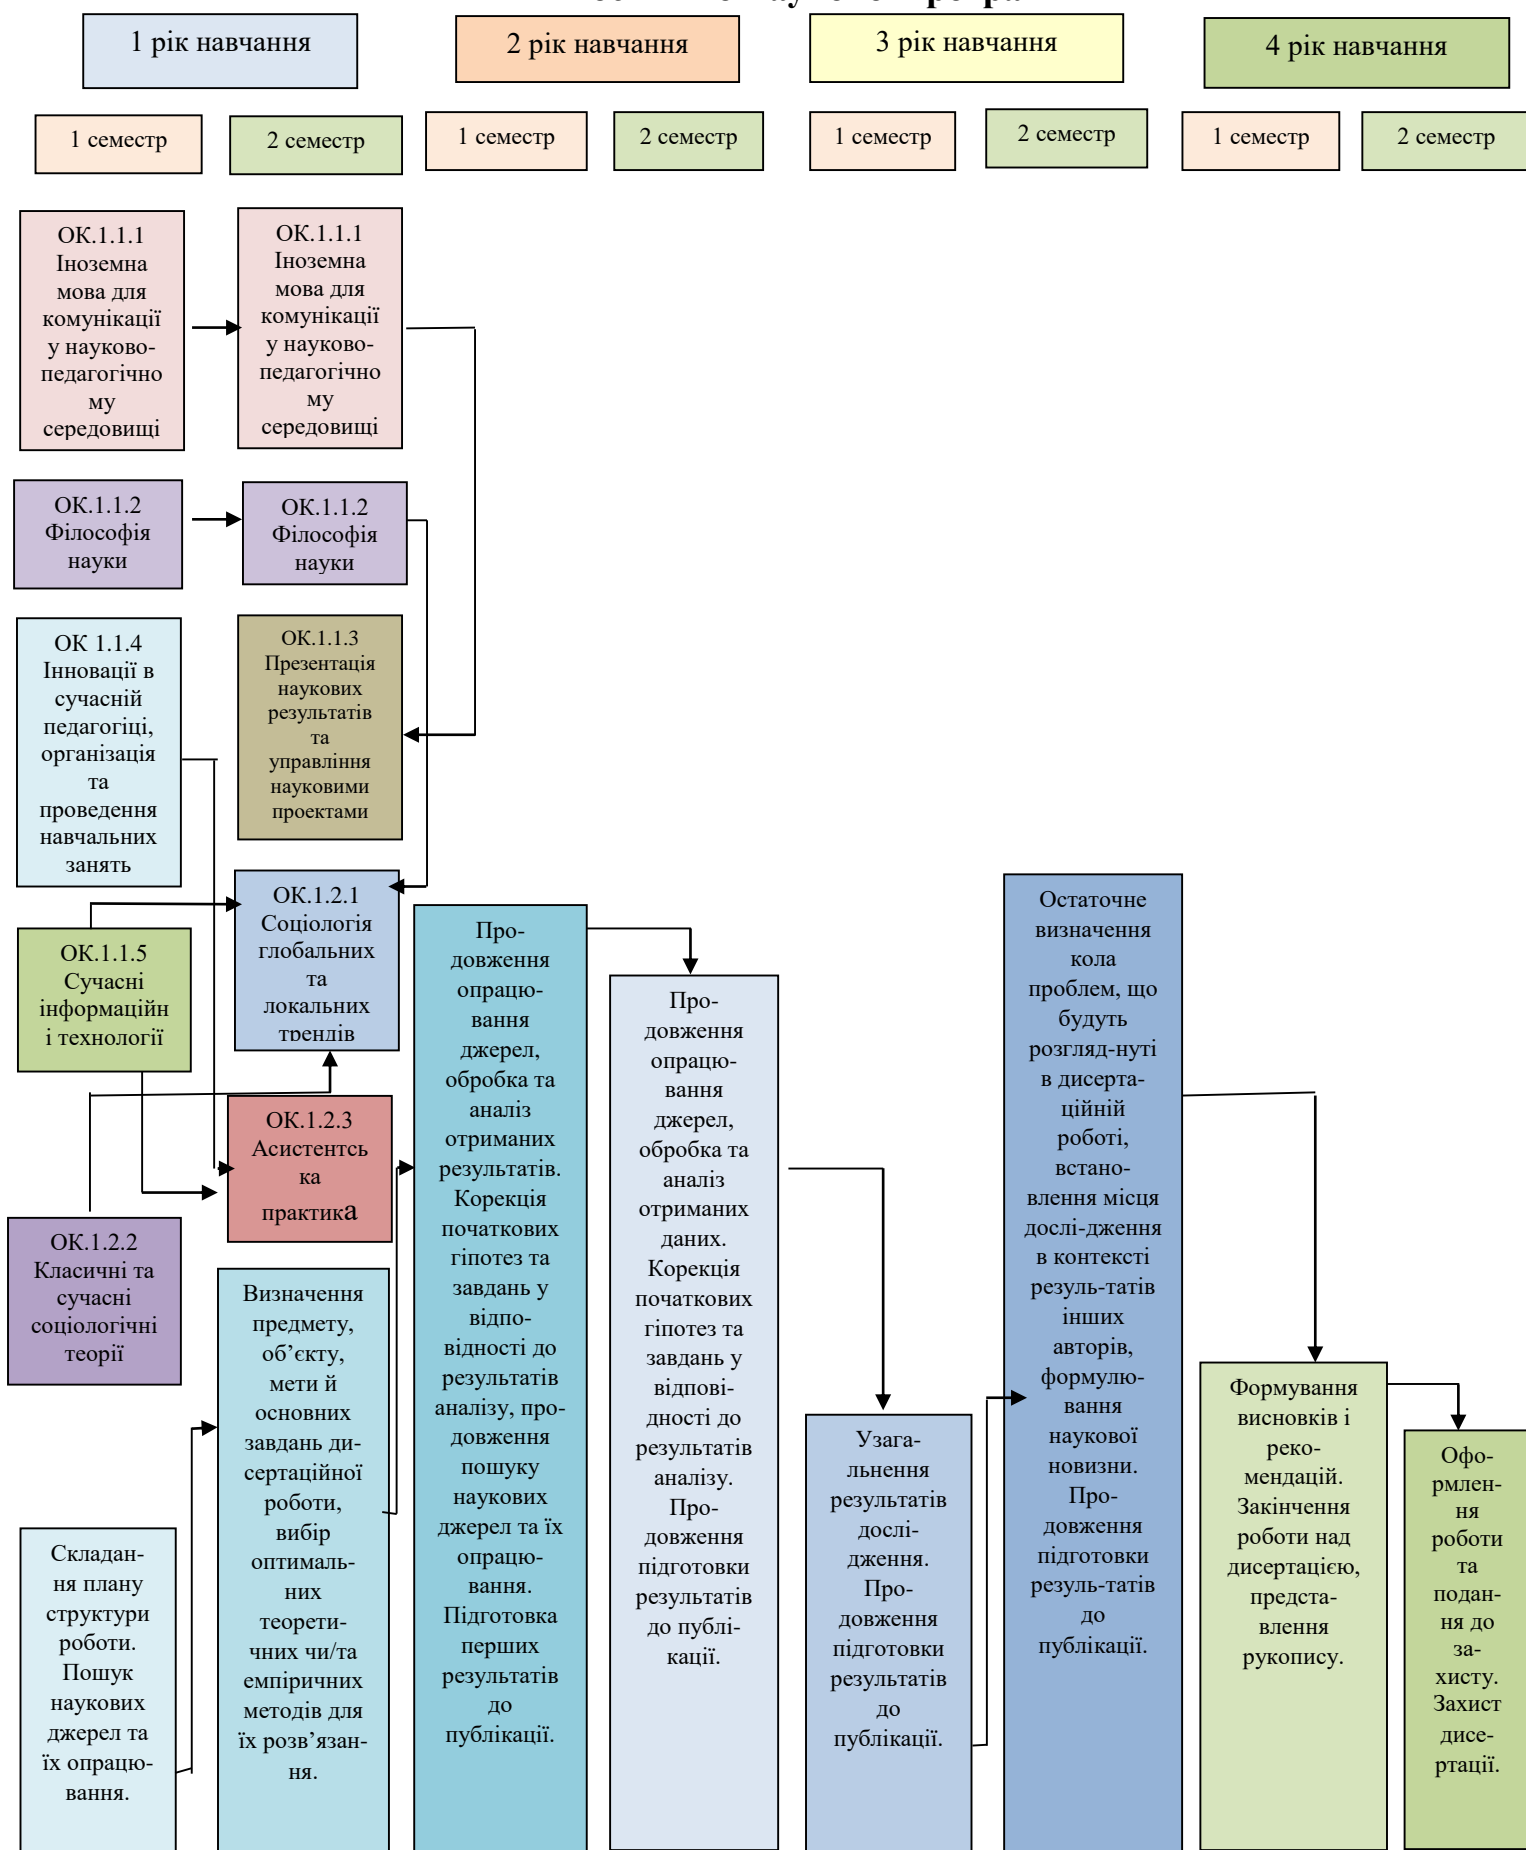 1 рік навчання
2 рік навчання
3 рік навчання
4 рік навчання
1 семестр
2 семестр
1 семестр
2 семестр
1 семестр
2 семестр
1 семестр
2 семестр
ОК.1.1.1
Іноземна
мова для
комунікації
у науково-
педагогічно
му
середовищі
ОК.1.1.1
Іноземна
мова для
комунікації
у науково-
педагогічно
му
середовищі
ОК.1.1.2
Філософія
науки
ОК.1.1.2
Філософія
науки
ОК 1.1.4
Інновації в
сучасній
педагогіці,
організація
та
проведення
навчальних
занять
ОК.1.1.3
Презентація
наукових
результатів
та
управління
науковими
проектами
ОК.1.1.5
Сучасні
інформаційн
і технології
ОК.1.2.1
Соціологія
глобальних
та
локальних
трендів
ОК.1.2.3
Асистентсь
ка
практика
ОК.1.2.2
Класичні та
сучасні
соціологічні
теорії
Складан-
ня плану
структури
роботи.
Пошук
наукових
джерел та
їх опрацю-
вання.
Визначення
предмету,
об’єкту,
мети й
основних
завдань ди-
сертаційної
роботи,
вибір
оптималь-
них
теорети-
чних чи/та
емпіричних
методів для
їх розв’язан-
ня.
Про-
довження
опрацю-
вання
джерел,
обробка та
аналіз
отриманих
результатів.
Корекція
початкових
гіпотез та
завдань у
відпо-
відності до
результатів
аналізу, про-
довження
пошуку
наукових
джерел та їх
опрацю-
вання.
Підготовка
перших
результатів
до
публікації.
Про-
довження
опрацю-
вання
джерел,
обробка та
аналіз
отриманих
даних.
Корекція
початкових
гіпотез та
завдань у
відпові-
дності до
результатів
аналізу.
Про-
довження
підготовки
результатів
до публі-
кації.
Узага-
льнення
результатів
дослі-
дження.
Про-
довження
підготовки
результатів
до
публікації.
Остаточне
визначення
кола
проблем, що
будуть
розгляд-нуті
в дисерта-
ційній
роботі,
встано-
влення місця
дослі-дження
в контексті
резуль-татів
інших
авторів,
формулю-
вання
наукової
новизни.
Про-
довження
підготовки
резуль-татів
до
публікації.
Формування
висновків і
реко-
мендацій.
Закінчення
роботи над
дисертацією,
предста-
влення
рукопису.
Офо-
рмлен-
ня
роботи
та
подан-
ня до
за-
хисту.
Захист
дисе-
ртації.